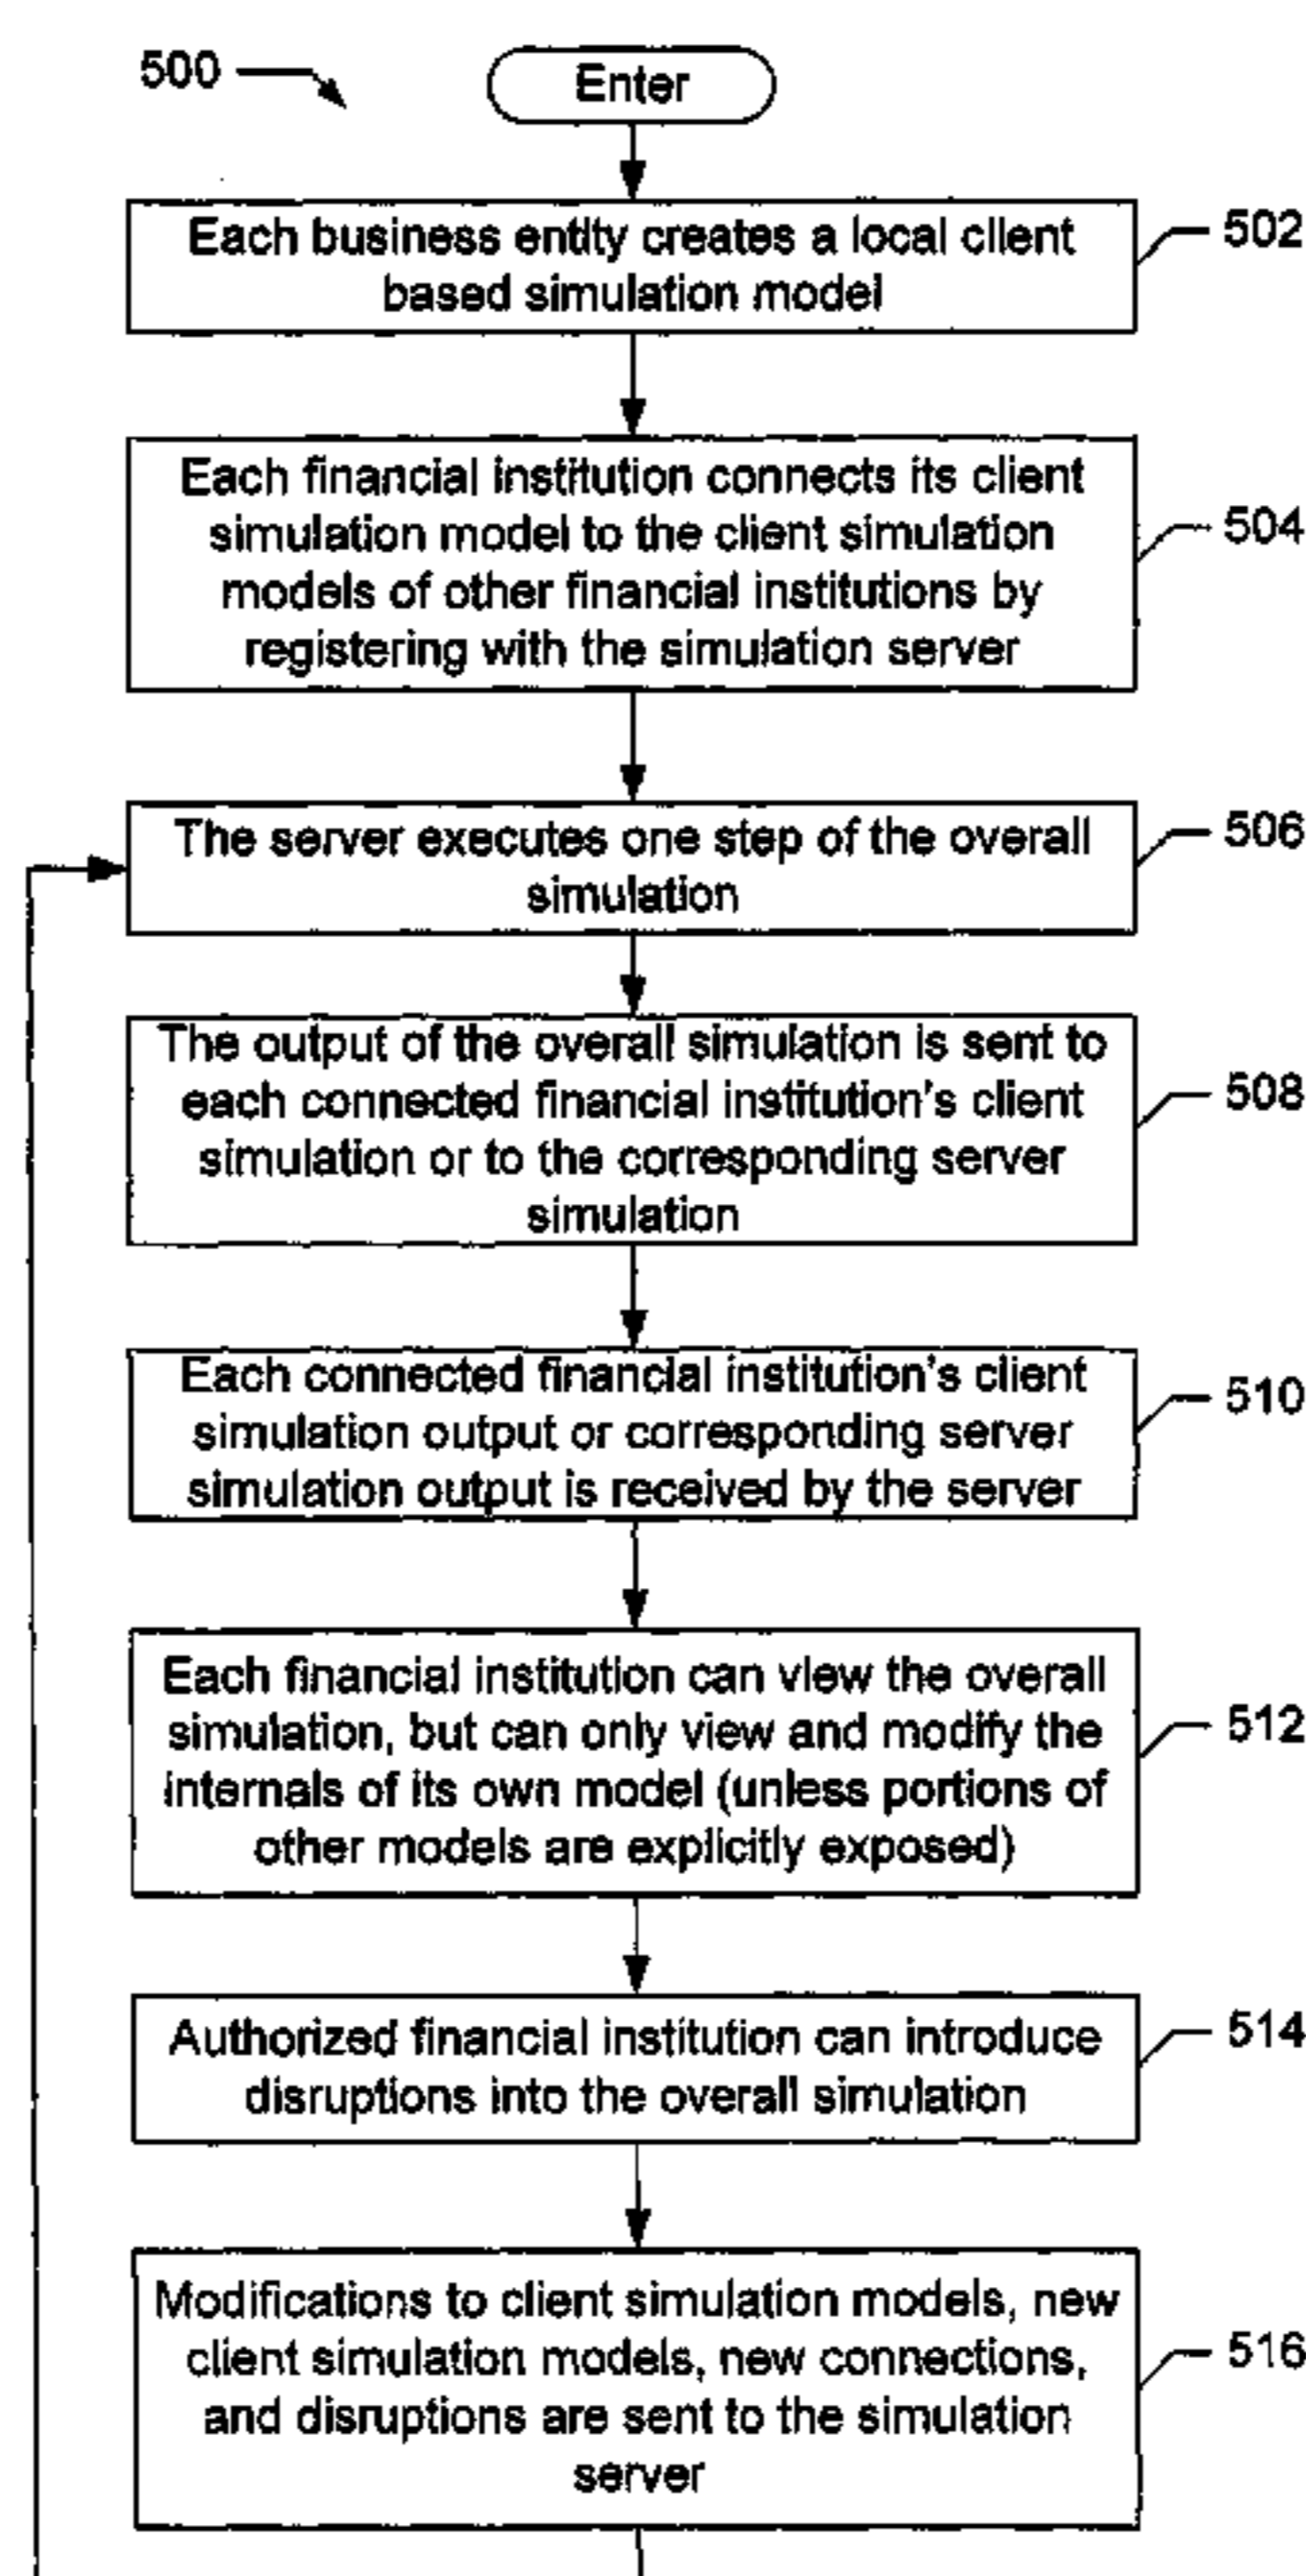 500
Enter
Each business entity creates a local client
based simulation model
502
Each financial institution connects its client
simulation model to the client simulation
models of other financial institutions by
registering with the simulation server
504
The server executes one step of the overall
simulation
506
The output of the overall simulation is sent to
each connected financial institution's client
simulation or to the corresponding server
simulation
508
Each connected financial institution's client
simulation output or corresponding server
simulation output is received by the server
510
Each financial institution can view the overall
simulation, but can only view and modify the
internals of its own model (unless portions of
other models are explicitly exposed)
512
Authorized financial institution can introduce
disruptions into the overall simulation
514
Modifications to client simulation models, new
client simulation models, new connections,
and disruptions are sent to the simulation
server
516